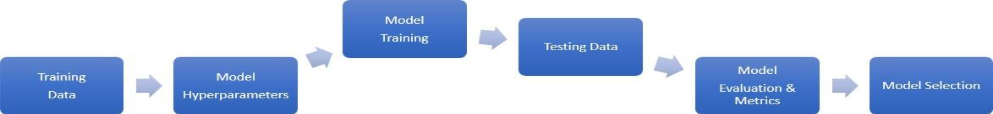 Training
Data
Model
Hyperparameters
Model
Training
Testing Data
Model
Evaluation &
Metrics
Model Selection